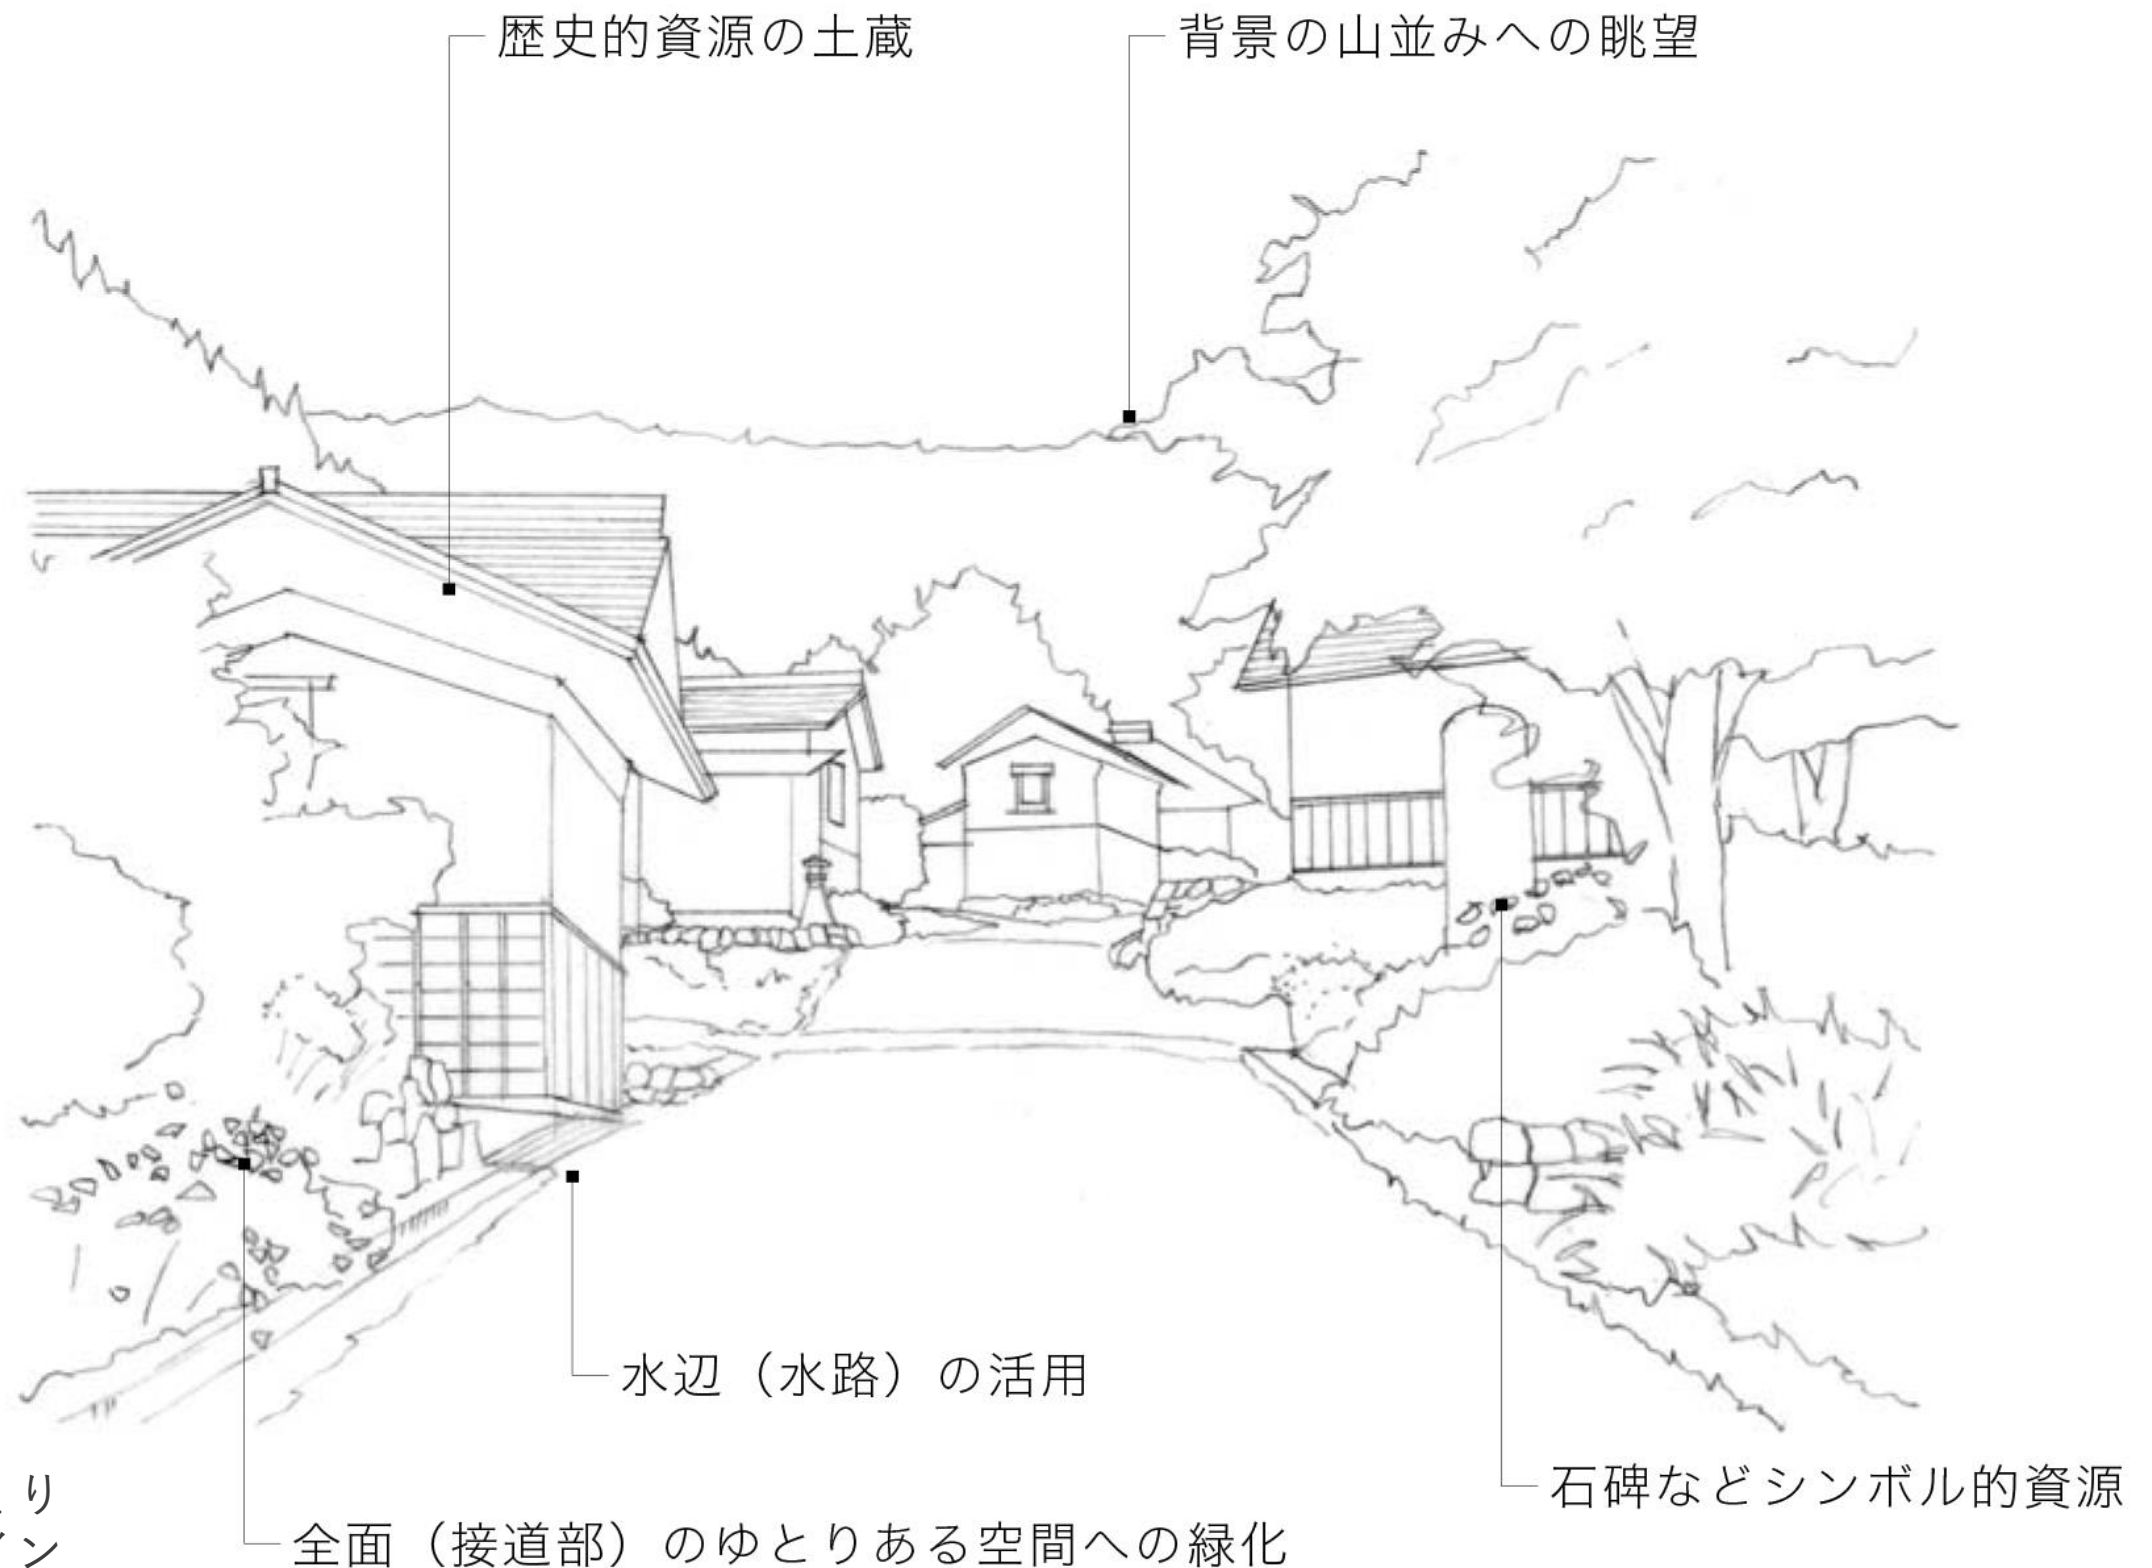 歴史的資源の土蔵
背景の山並みへの眺望
水辺（水路）の活用
石碑などシンボル的資源
全面（接道部）のゆとりある空間への緑化
り
ン